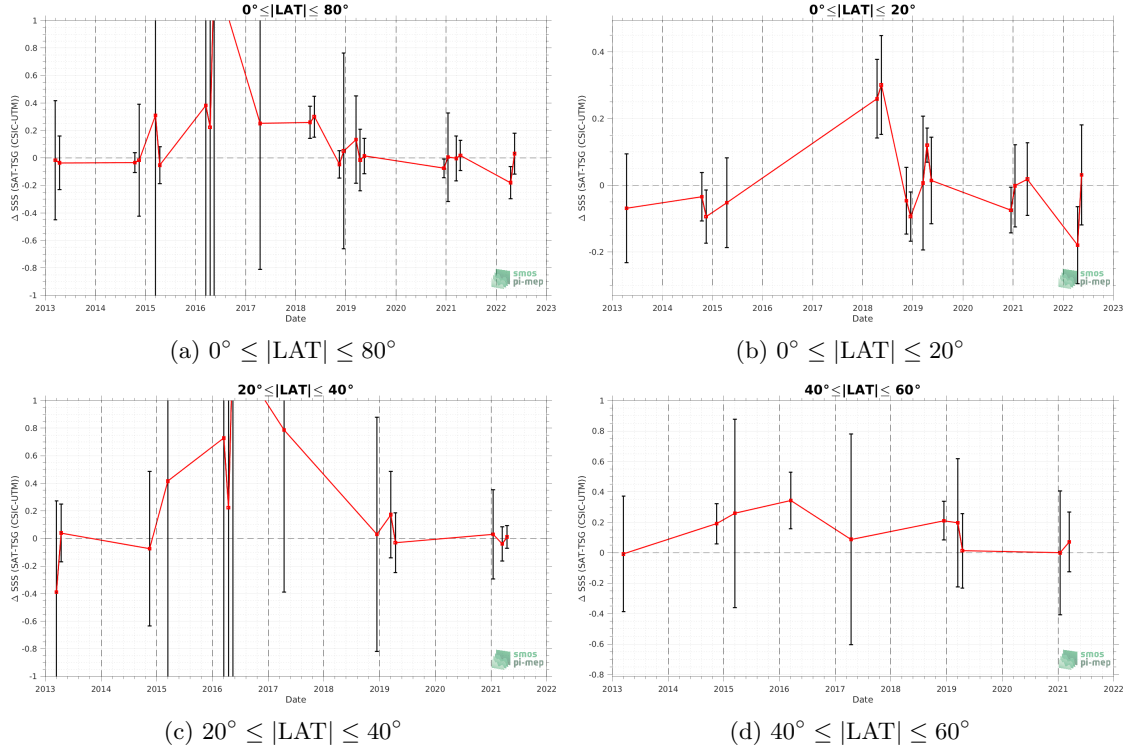 0°≤|LAT|≤ 80°
Δ SSS (SAT-TSG (CSIC-UTM))
1
0.8
0.6
0.4
0.2
0
-0.2
-0.4
-0.6
-0.8
-1
2013 2014 2015 2016 2017 2018 2019 2020 2021 2022 2023
Date
smos
pi-mep
(a) 0° ≤ |LAT| ≤ 80°
0°≤|LAT|≤ 20°
Δ SSS (SAT-TSG (CSIC-UTM))
0.4
0.2
0
-0.2
2013 2014 2015 2016 2017 2018 2019 2020 2021 2022 2023
Date
smos
pi-mep
(b) 0° ≤ |LAT| ≤ 20°
20°≤|LAT|≤ 40°
Δ SSS (SAT-TSG (CSIC-UTM))
1
0.8
0.6
0.4
0.2
0
-0.2
-0.4
-0.6
-0.8
-1
2013 2014 2015 2016 2017 2018 2019 2020 2021 2022
Date
smos
pi-mep
(c) 20° ≤ |LAT| ≤ 40°
40°≤|LAT|≤ 60°
Δ SSS (SAT-TSG (CSIC-UTM))
1
0.8
0.6
0.4
0.2
0
-0.2
-0.4
-0.6
-0.8
2013 2014 2015 2016 2017 2018 2019 2020 2021 2022
Date
smos
pi-mep
(d) 40° ≤ |LAT| ≤ 60°